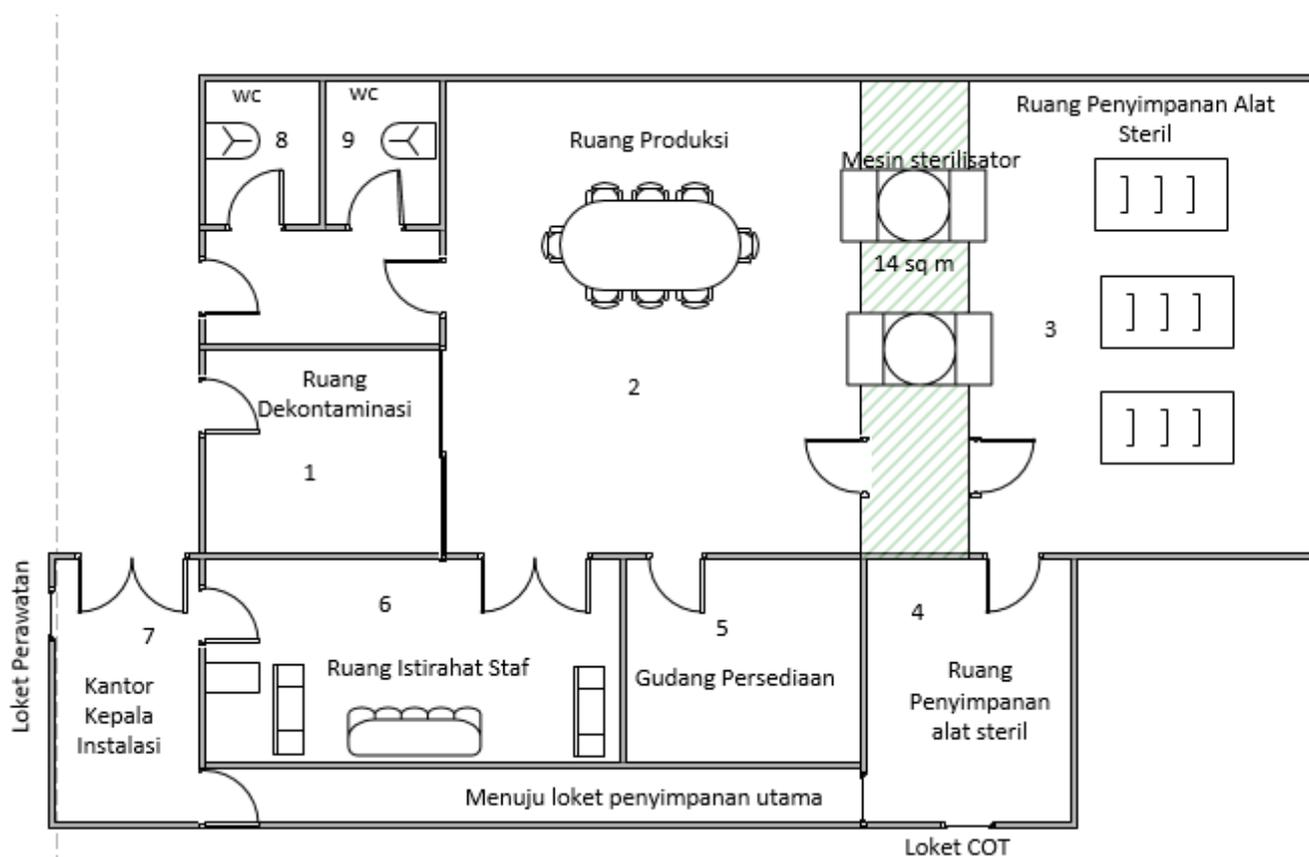 wc
wc
8
9
Ruang Produksi
Ruang Penyimpanan Alat
Steril
Mesin sterilisator
14 sq m
3
2
Ruang
Dekontaminasi
1
Loket Perawatan
7
Kantor
Kepala
Instalasi
6
Ruang Istirahat Staf
5
Gudang Persediaan
4
Ruang
Penyimpanan
alat steril
Menuju loket penyimpanan utama
Loket COT